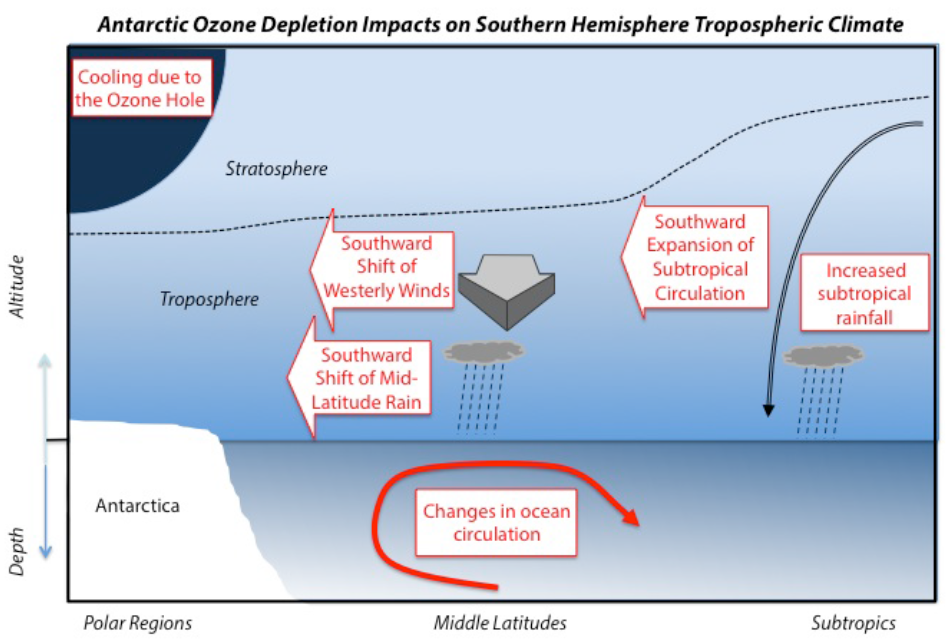 Antarctic Ozone Depletion Impacts on Southern Hemisphere Tropospheric Climate
Cooling due to
the Ozone Hole
Stratosphere
Southward
Shift of
Westerly Winds
Southward
Expansion of
Subtropical
Circulation
Increased
subtropical
rainfall
Troposphere
Southward
Shift of Mid-
Latitude Rain
Altitude
Antarctica
Changes in ocean
circulation
Depth
Polar Regions
Middle Latitudes
Subtropics